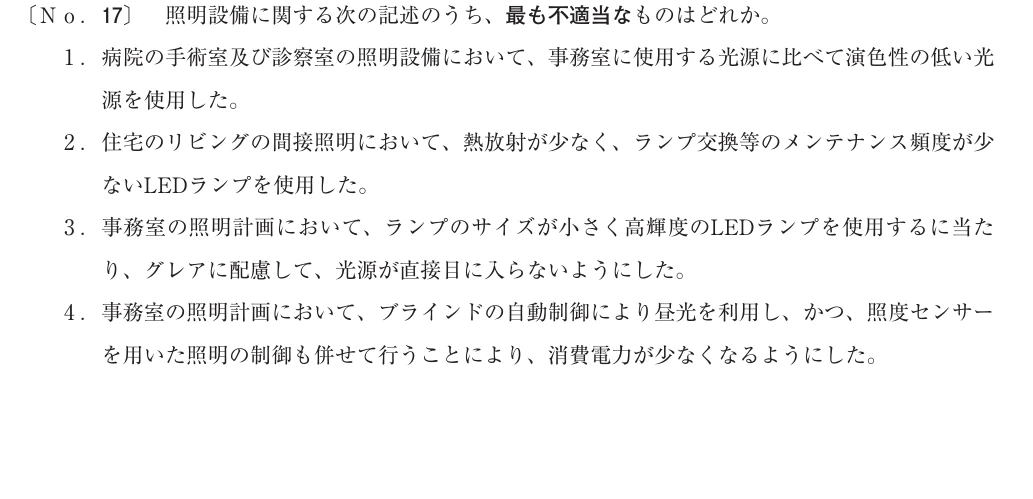 〔Ｎｏ．17〕　照明設備に関する次の記述のうち、最も不適当なものはどれか。
１．病院の手術室及び診察室の照明設備において、事務室に使用する光源に比べて演色性の低い光
源を使用した。
２．住宅のリビングの間接照明において、熱放射が少なく、ランプ交換等のメンテナンス頻度が少
ないLEDランプを使用した。
３．事務室の照明計画において、ランプのサイズが小さく高輝度のLEDランプを使用するに当た
り、グレアに配慮して、光源が直接目に入らないようにした。
４．事務室の照明計画において、ブラインドの自動制御により昼光を利用し、かつ、照度センサー
を用いた照明の制御も併せて行うことにより、消費電力が少なくなるようにした。